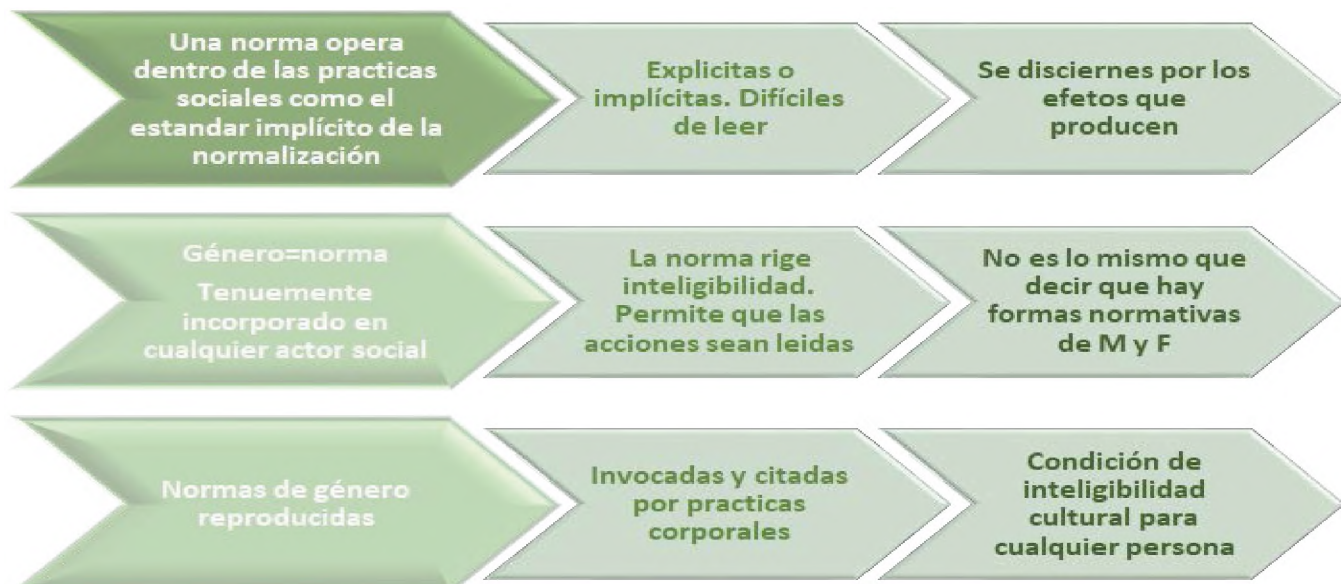 Una norma opera
dentro de las practicas
sociales como el
estandar implícito de la
normalización
Explicitas o
implícitas. Difíciles
de leer
Se disciernes por los
efetos que
producen
Género=norma
Tenuemente
incorporado en
cualquier actor social
La norma rige
inteligibilidad.
Permite que las
acciones sean leidas
No es lo mismo que
decir que hay
formas normativas
de M y F
Normas de género
reproducidas
Invocadas y citadas
por practicas
corporales
Condición de
inteligibilidad
cultural para
cualquier persona